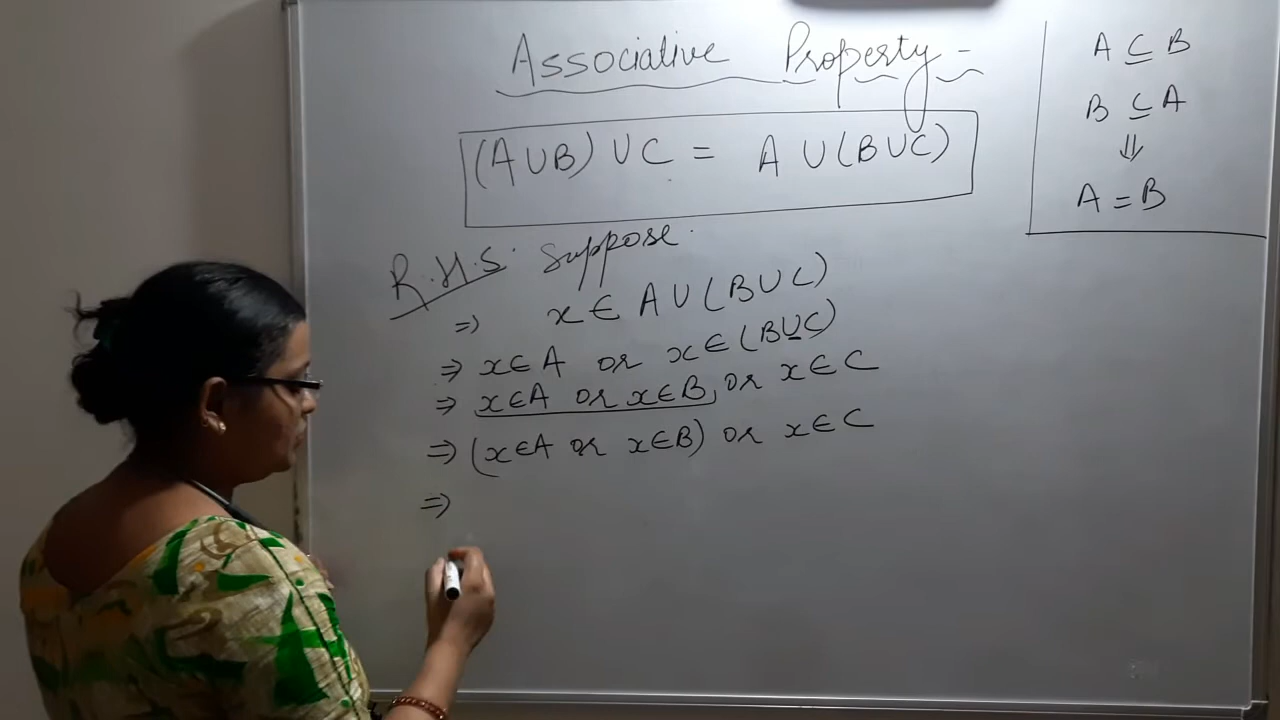 Associative Property -
(A∪B) ∪ C = A ∪ (B∪C)
R.H.S. Suppose.
⇒ x ∈ A ∪ (B∪C)
⇒ x∈A or x∈(B∪C)
⇒ x∈A or x∈B, or x∈C
⇒ (x∈A or x∈B) or x∈C
⇒
A ⊆ B
B ⊆ A
⇓
A = B